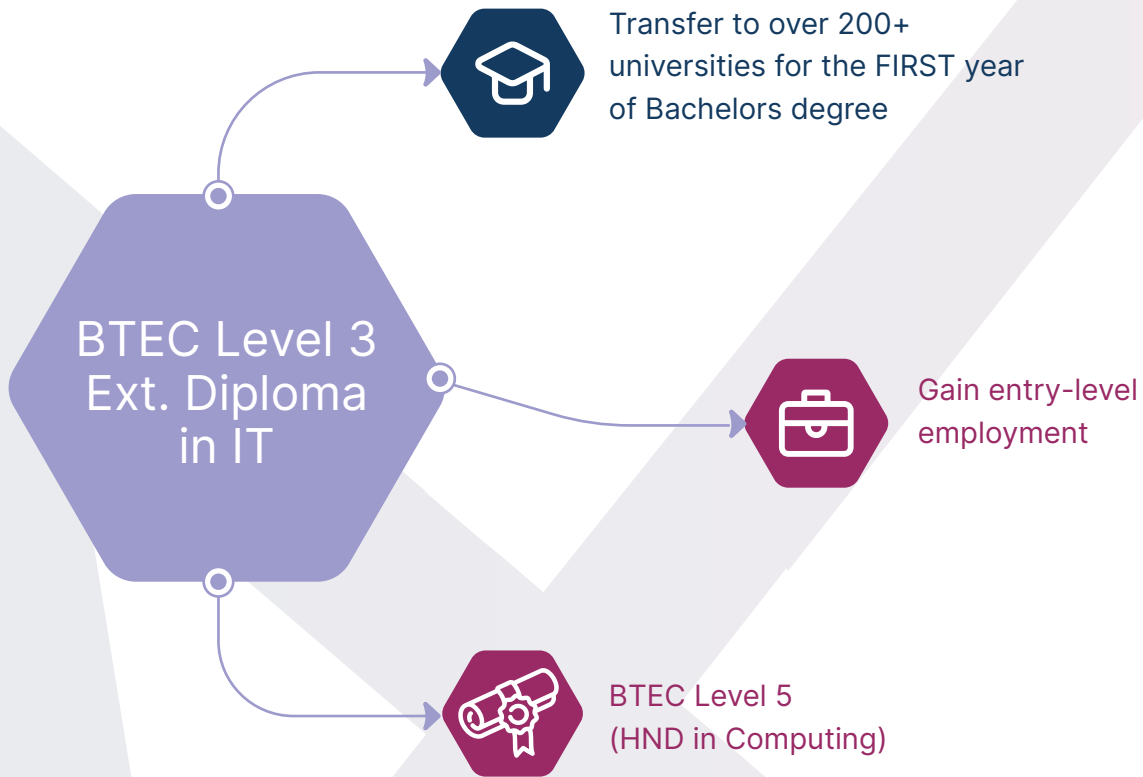 Transfer to over 200+
universities for the FIRST year
of Bachelors degree
BTEC Level 3
Ext. Diploma
in IT
Gain entry-level
employment
BTEC Level 5
(HND in Computing)